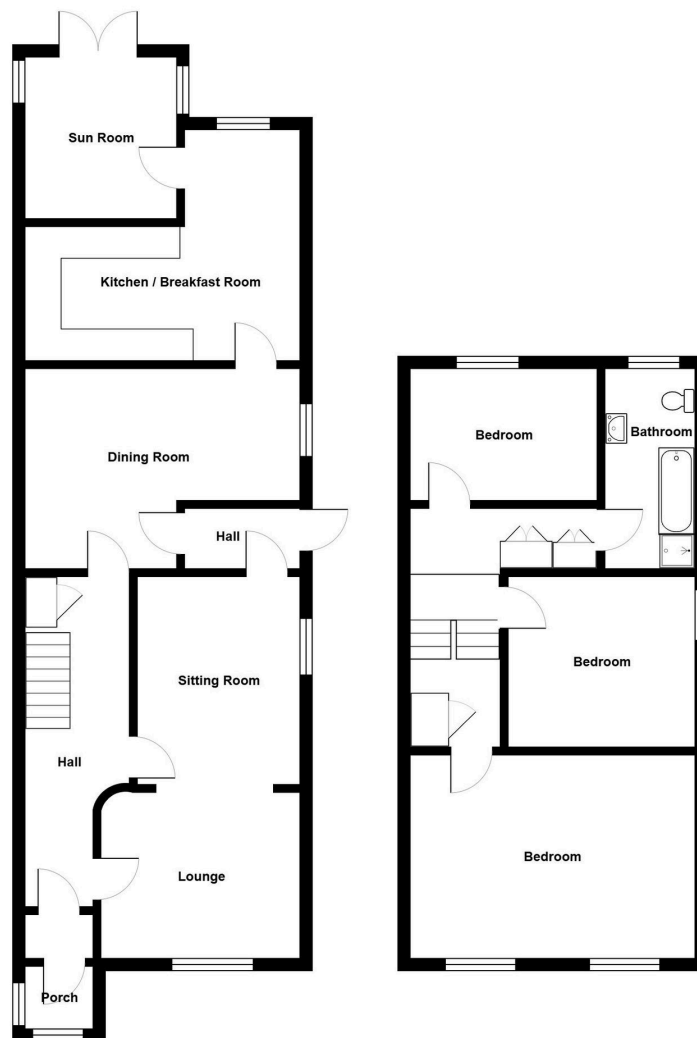 Sun Room
Kitchen / Breakfast Room
Dining Room
Hall
Sitting Room
Hall
Lounge
Porch
Bedroom
Bathroom
Bedroom
Bedroom